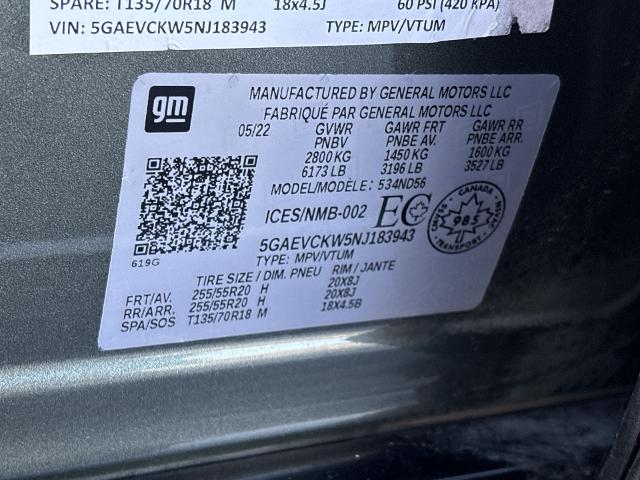 SPARE: T135/70R18 M 18x4.5J 60 PSI (420 KPA)
VIN: 5GAEVCKW5NJ183943 TYPE: MPV/VTUM
gm
MANUFACTURED BY GENERAL MOTORS LLC
FABRIQUÉ PAR GENERAL MOTORS LLC
05/22 GVWR GAWR FRT GAWR RR
PNBV PNBE AV. PNBE ARR.
2800 KG 1450 KG 1600 KG
6173 LB 3196 LB 3527 LB
MODEL/MODÈLE: 534ND56
ICES/NMB-002 EC
CANADA
985
TRANSPORT
5GAEVCKW5NJ183943
619G TYPE: MPV/VTUM
TIRE SIZE / DIM. PNEU RIM / JANTE
FRT/AV. 255/55R20 H 20X8J
RR/ARR. 255/55R20 H 20X8J
SPA/SOS T135/70R18 M 18X4.5B